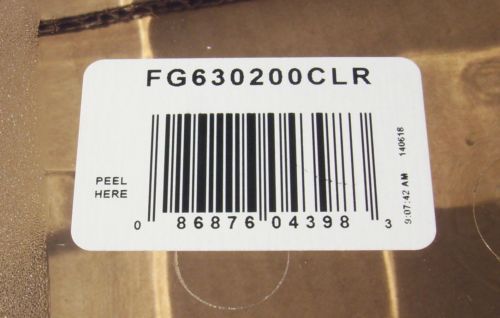 FG630200CLR
PEEL
HERE
0 86876 04398 3
9:07:42 AM 140618